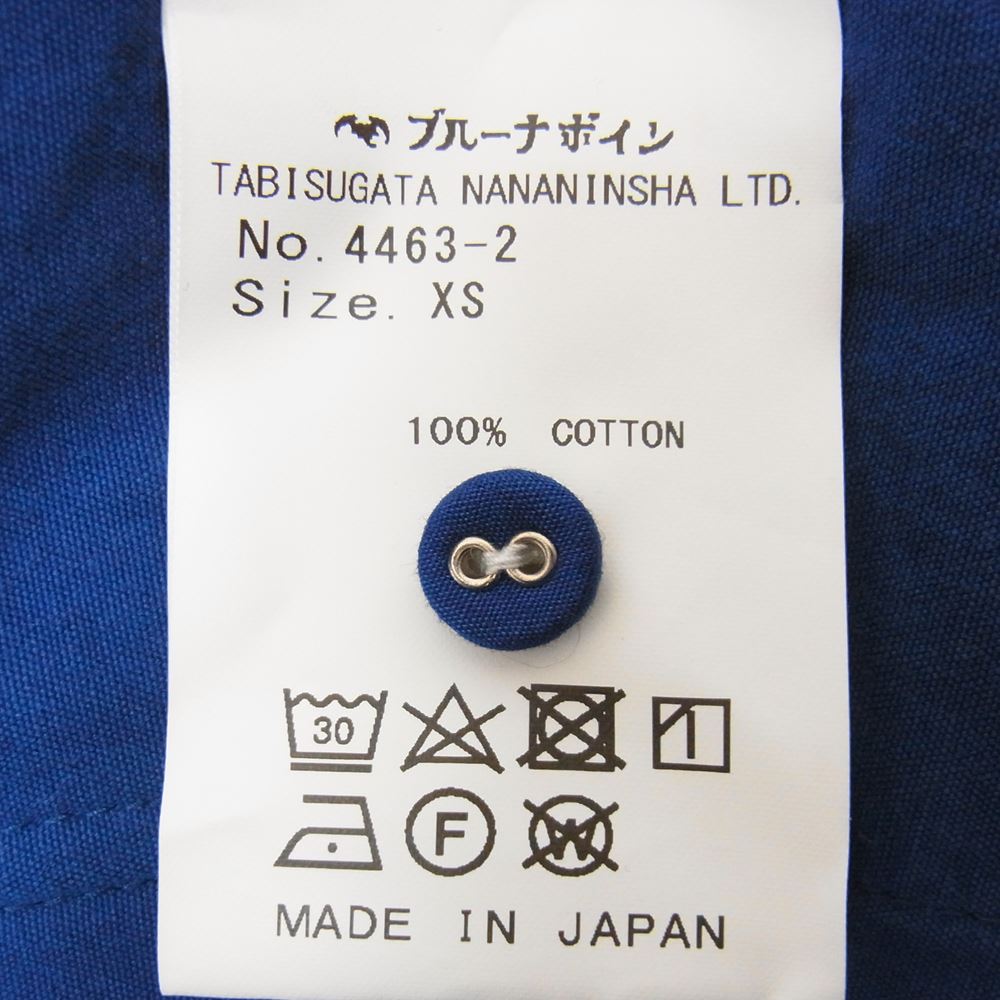 ブルーナボイン
TABISUGATA NANANINSHA LTD.
No. 4463-2
Size. XS
100% COTTON
30
F
W
MADE IN JAPAN